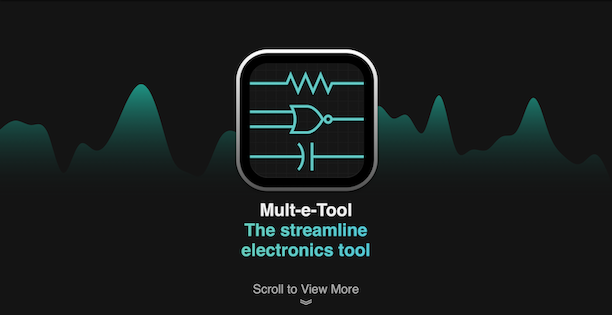 Mult-e-Tool
The streamline
electronics tool
Scroll to View More